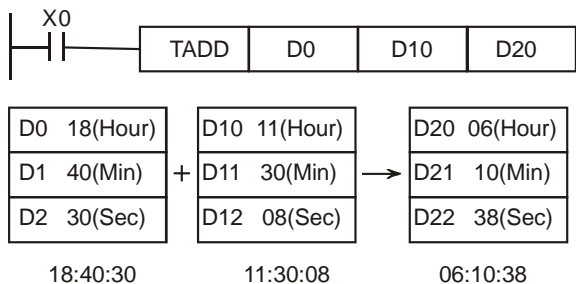 X0
TADD D0 D10 D20
D0 18(Hour) D10 11(Hour) D20 06(Hour)
D1 40(Min) + D11 30(Min) D21 10(Min)
D2 30(Sec) D12 08(Sec) D22 38(Sec)
18:40:30 11:30:08 06:10:38